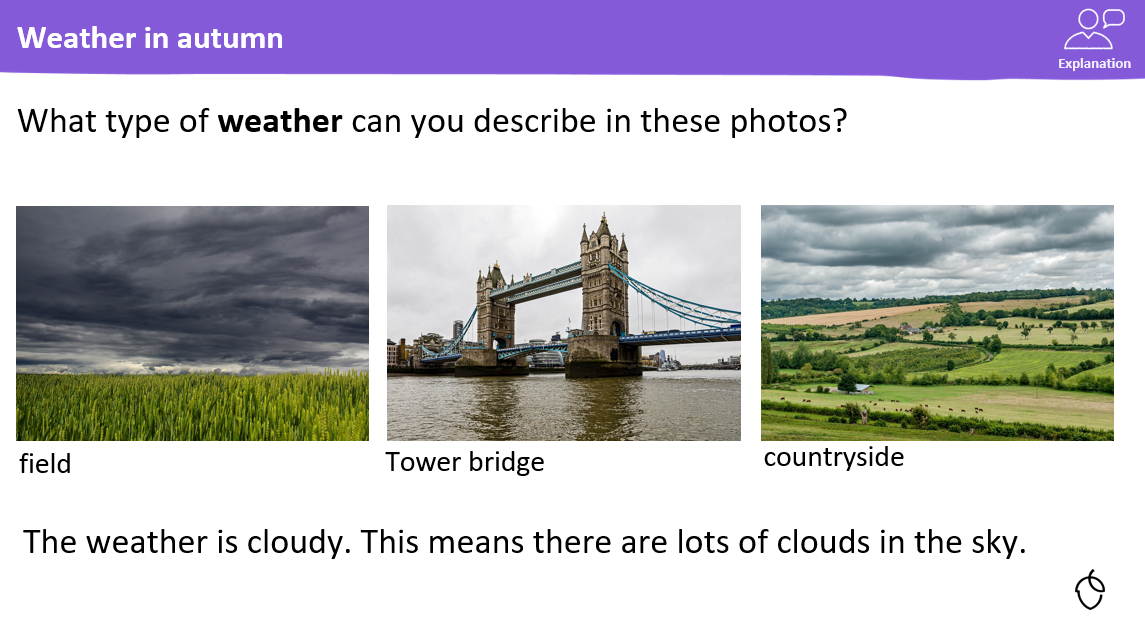 Weather in autumn
Explanation
What type of weather can you describe in these photos?
field
Tower bridge
countryside
The weather is cloudy. This means there are lots of clouds in the sky.